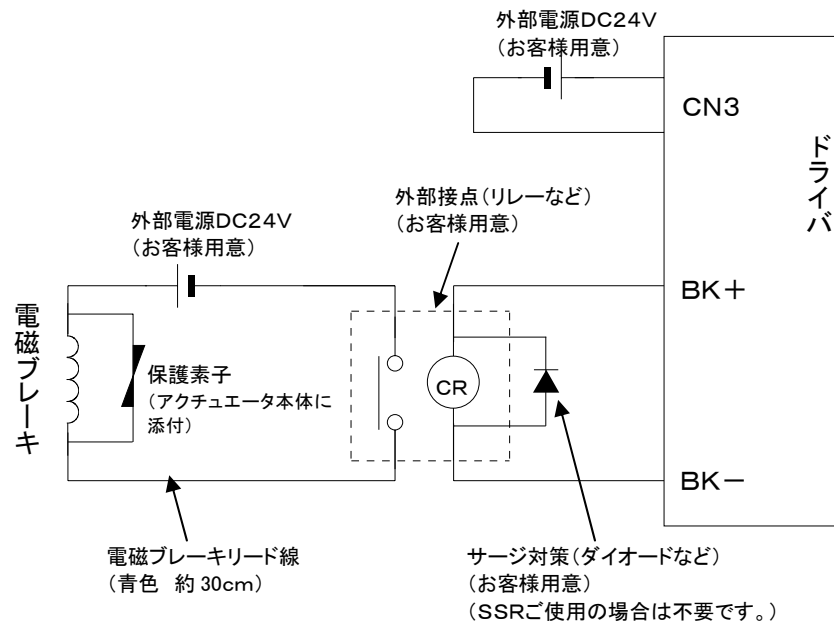 外部電源DC24V
(お客様用意)
CN3
ドライバ
外部接点(リレーなど)
(お客様用意)
外部電源DC24V
(お客様用意)
BK+
電磁ブレーキ
保護素子
(アクチュエータ本体に
添付)
CR
BK-
電磁ブレーキリード線
(青色 約30cm)
サージ対策(ダイオードなど)
(お客様用意)
(SSRご使用の場合は不要です。)